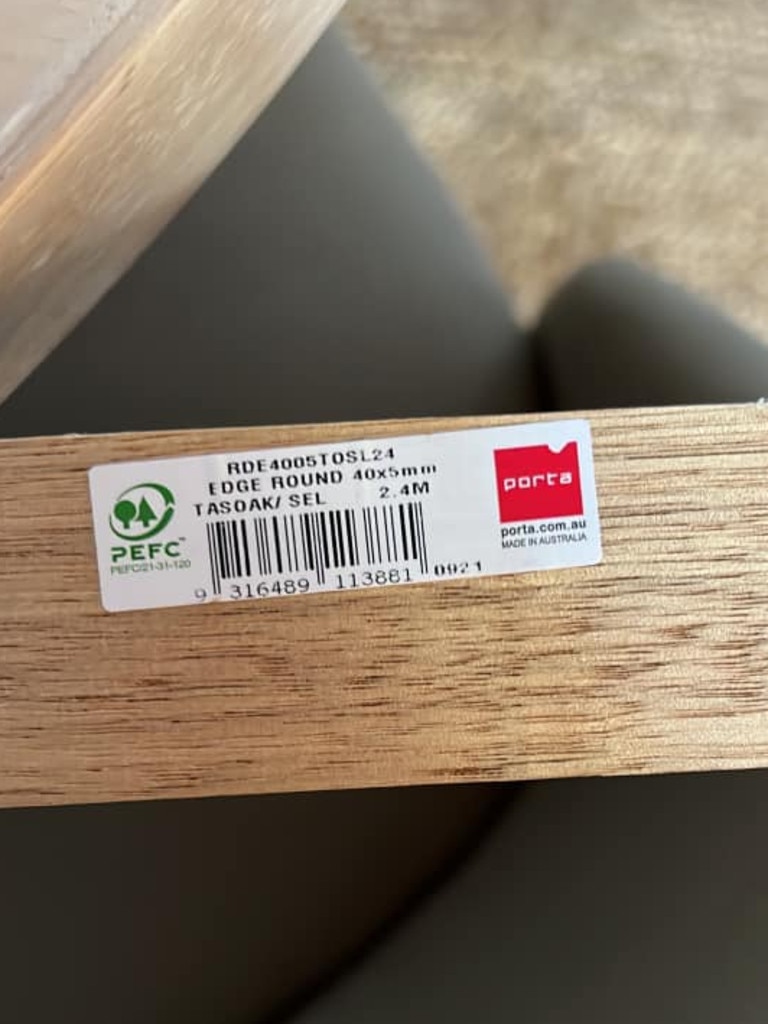 RDE4005TOSL24
EDGE ROUND 40x5mm
TASOAK/ SEL 2.4M
9 316489 113881 0921
PEFC™
PEFC/21-31-120
porta
porta.com.au
MADE IN AUSTRALIA